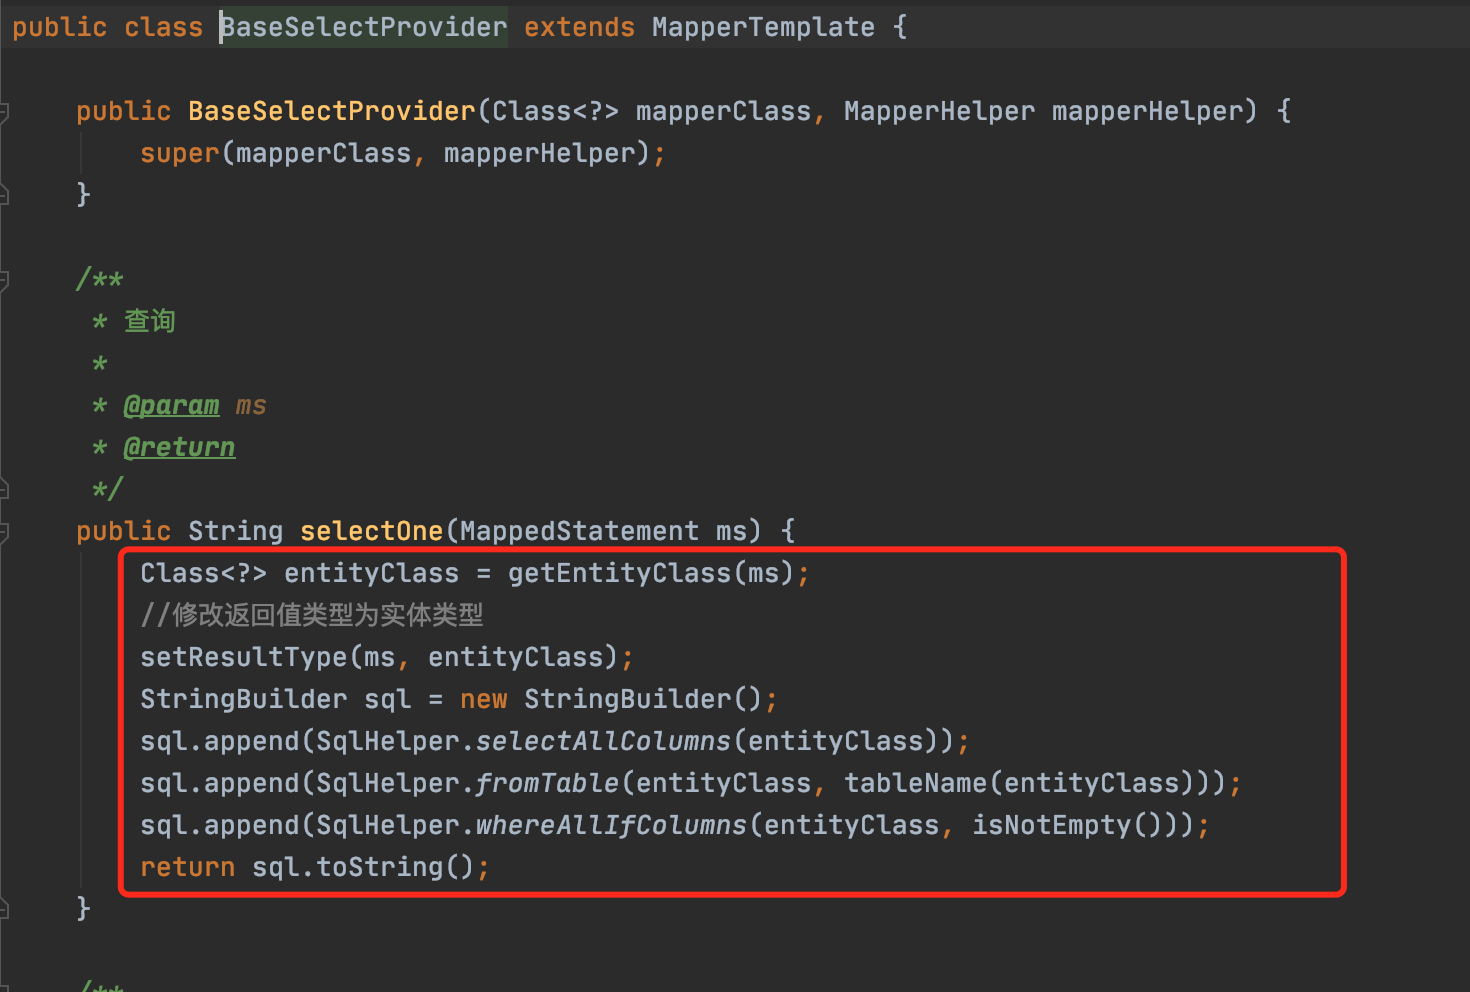 public class BaseSelectProvider extends MapperTemplate {
public BaseSelectProvider(Class<?> mapperClass, MapperHelper mapperHelper) {
super(mapperClass, mapperHelper);
}
/**
* 查询
*
* @param ms
* @return
*/
public String selectOne(MappedStatement ms) {
Class<?> entityClass = getEntityClass(ms);
//修改返回值类型为实体类型
setResultType(ms, entityClass);
StringBuilder sql = new StringBuilder();
sql.append(SqlHelper.selectAllColumns(entityClass));
sql.append(SqlHelper.fromTable(entityClass, tableName(entityClass)));
sql.append(SqlHelper.whereAllIfColumns(entityClass, isNotEmpty()));
return sql.toString();
}
/**